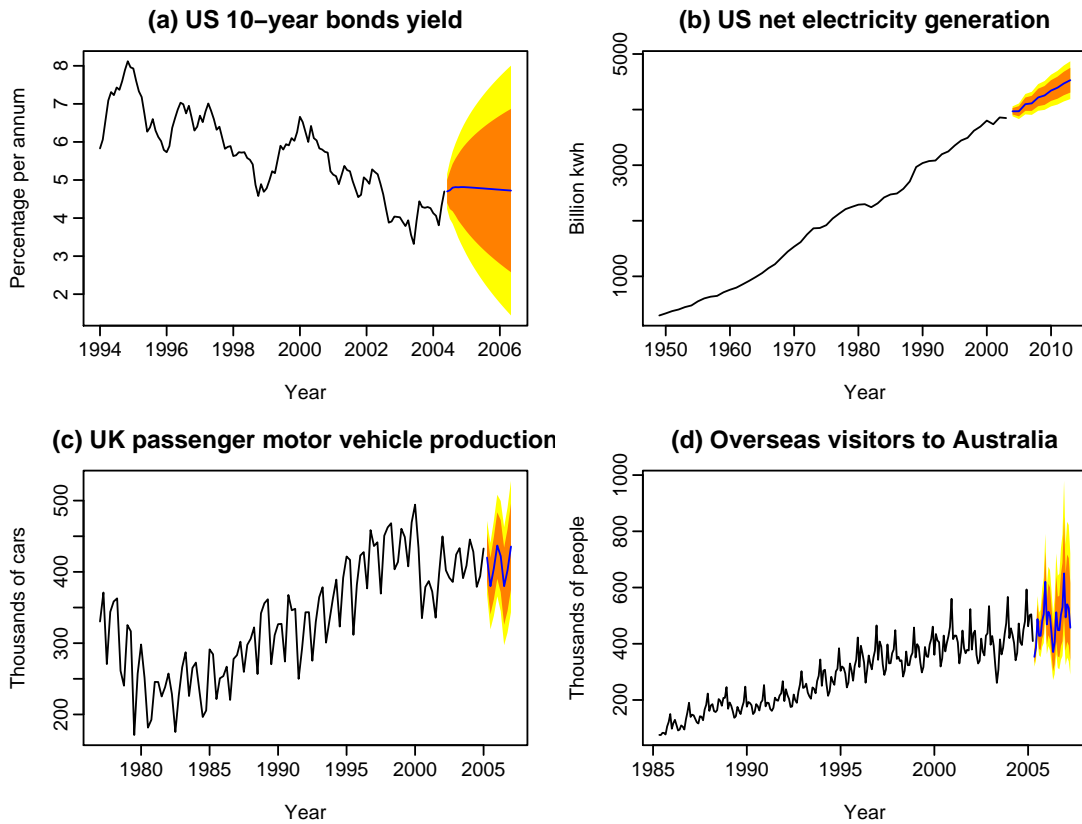 (a) US 10−year bonds yield
Percentage per annum
8
7
6
5
4
3
2
1994 1996 1998 2000 2002 2004 2006
Year
(b) US net electricity generation
Billion kwh
5000
3000
1000
1950 1960 1970 1980 1990 2000 2010
Year
(c) UK passenger motor vehicle production
Thousands of cars
500
400
300
200
1980 1985 1990 1995 2000 2005
Year
(d) Overseas visitors to Australia
Thousands of people
1000
800
600
400
200
1985 1990 1995 2000 2005
Year